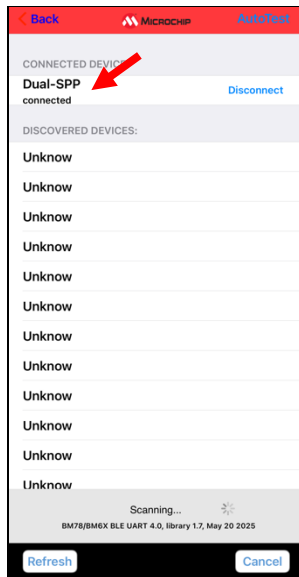 Back MICROCHIP AutoTest
CONNECTED DEVICE
Dual-SPP
connected
Disconnect
DISCOVERED DEVICES:
Unknow
Unknow
Unknow
Unknow
Unknow
Unknow
Unknow
Unknow
Unknow
Unknow
Unknow
Unknow
Scanning...
BM78/BM6X BLE UART 4.0, library 1.7, May 20 2025
Refresh Cancel